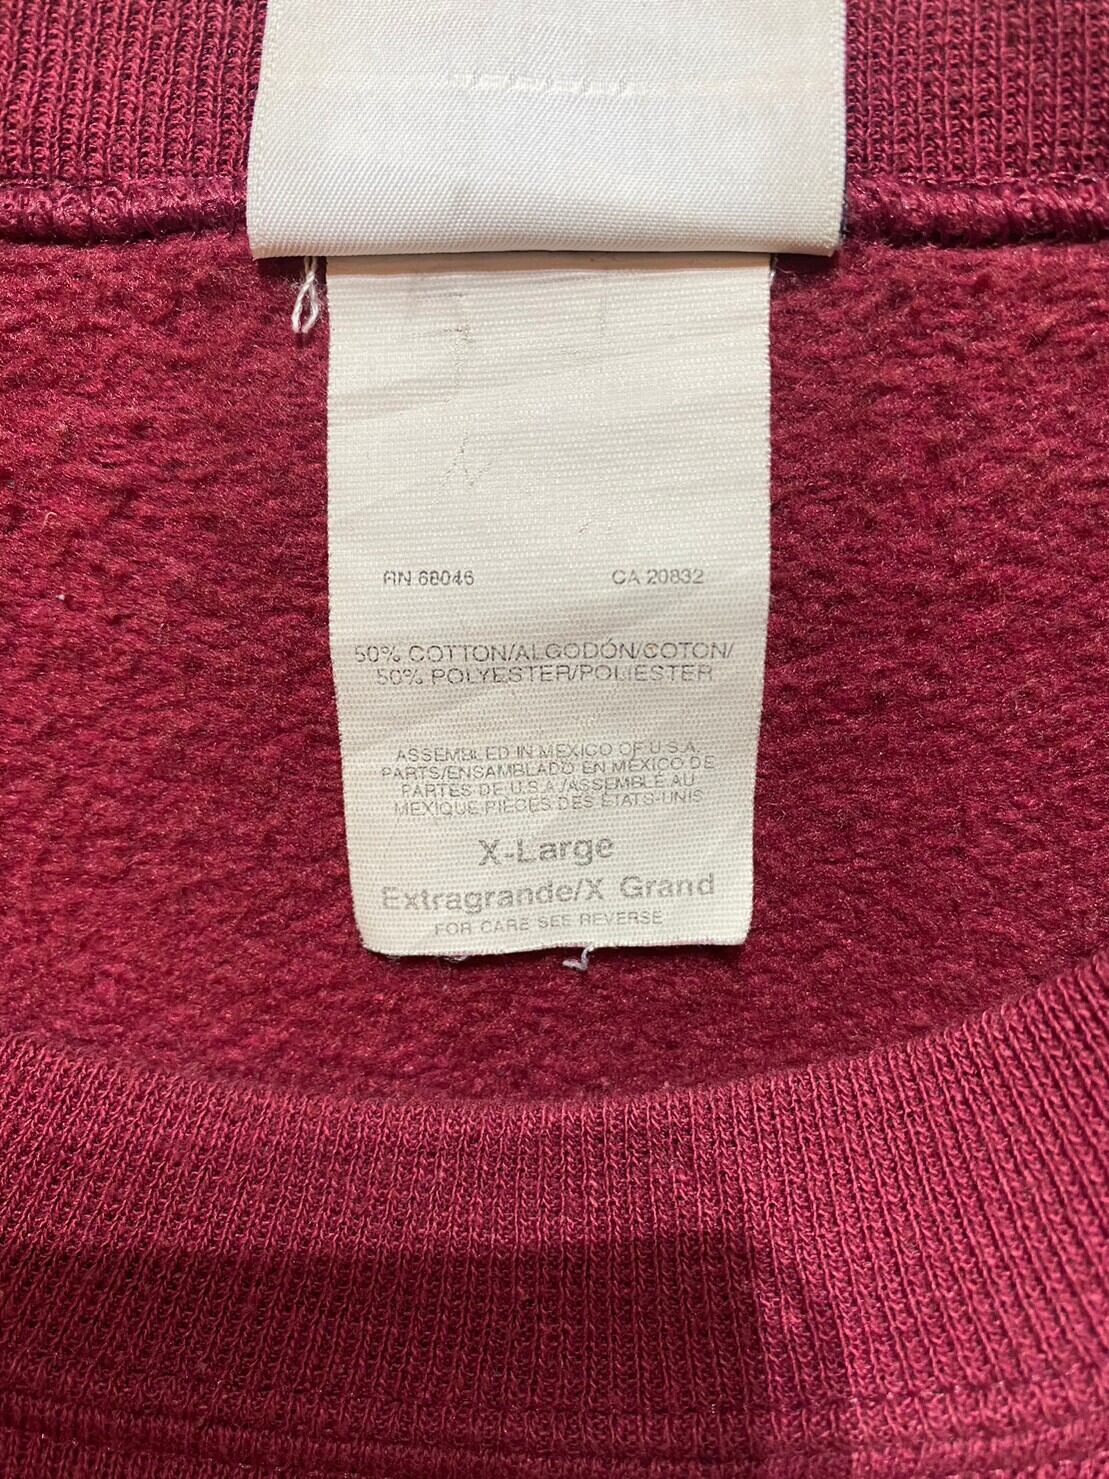 RN 68046 CA 20832
50% COTTON/ALGODÓN/COTON/
50% POLYESTER/POLIESTER
ASSEMBLED IN MEXICO OF U.S.A.
PARTS/ENSAMBLADO EN MÉXICO DE
PARTES DE U.S.A./ASSEMBLÉ AU
MEXIQUE PIÈCES DES ÉTATS-UNIS
X-Large
Extragrande/X Grand
FOR CARE SEE REVERSE